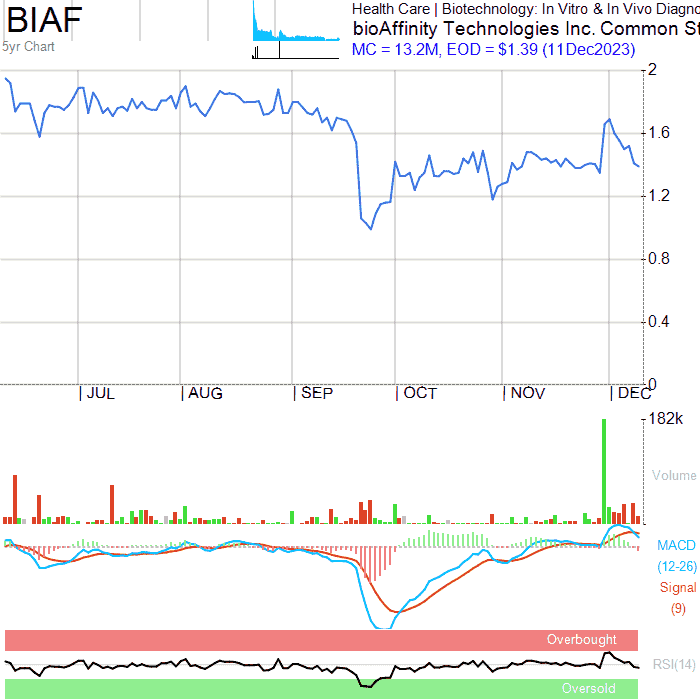 BIAF
5yr Chart
Health Care | Biotechnology: In Vitro & In Vivo Diagno
bioAffinity Technologies Inc. Common St
MC = 13.2M, EOD = $1.39 (11Dec2023)
2
1.6
1.2
0.8
0.4
0
| JUL | AUG | SEP | OCT | NOV | DEC
182k
Volume
MACD
(12-26)
Signal
(9)
Overbought
RSI(14)
Oversold